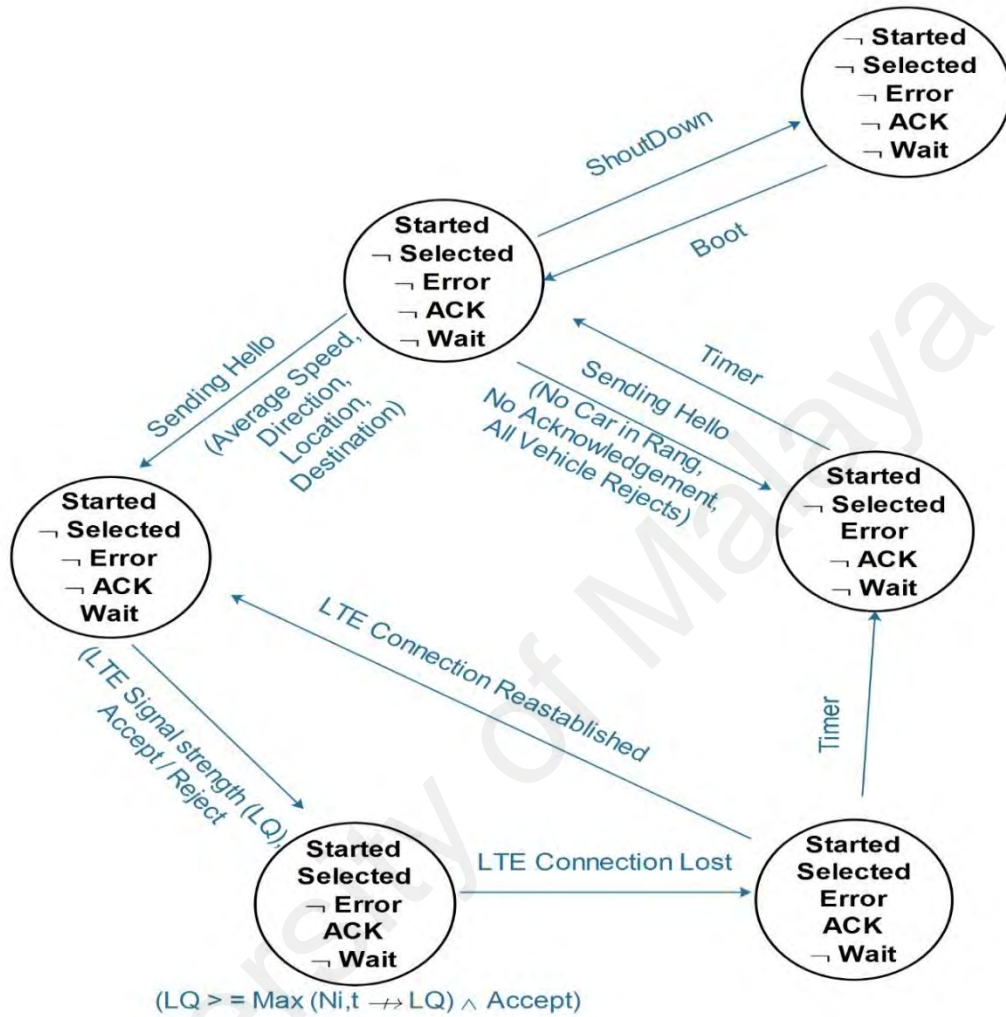 ¬ Started
¬ Selected
¬ Error
¬ ACK
¬ Wait
ShoutDown
Boot
Started
¬ Selected
¬ Error
¬ ACK
¬ Wait
Sending Hello
(Average Speed,
Direction,
Location,
Destination)
Timer
Sending Hello
(No Car in Rang,
No Acknowledgement,
All Vehicle Rejects)
Started
¬ Selected
Error
¬ ACK
¬ Wait
Started
¬ Selected
¬ Error
¬ ACK
Wait
LTE Connection Reastablished
(LTE Signal strength (LQ),
Accept / Reject
Timer
Started
Selected
¬ Error
ACK
¬ Wait
LTE Connection Lost
Started
Selected
Error
ACK
¬ Wait
(LQ > = Max (Ni,t ↛ LQ) ∧ Accept)
ersity of Malaya